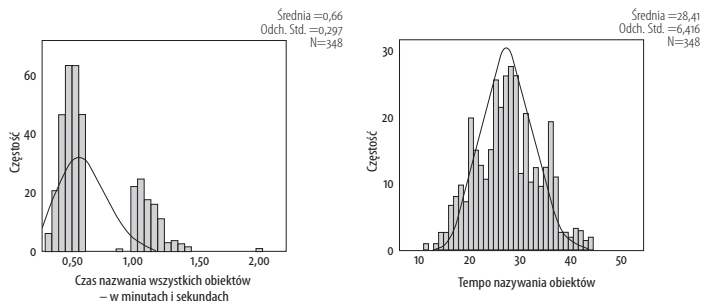 Średnia =0,66
Odch. Std. =0,297
N=348
60
40
20
0
Częstość
0,50 1,00 1,50 2,00
Czas nazwania wszystkich obiektów
– w minutach i sekundach
Średnia =28,41
Odch. Std. =6,416
N=348
30
20
10
0
Częstość
10 20 30 40 50
Tempo nazywania obiektów